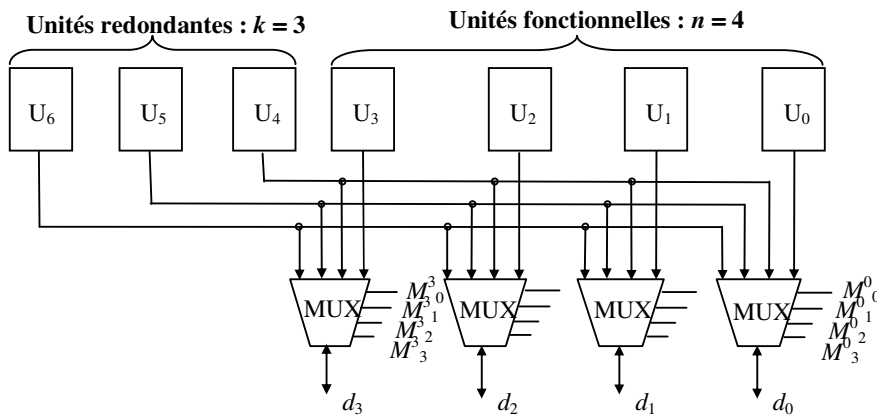 Unités redondantes : k = 3
Unités fonctionnelles : n = 4
U₆ U₅ U₄ U₃ U₂ U₁ U₀
MUX MUX MUX MUX
M³₀
M³₁
M³₂
M³₃
M⁰₀
M⁰₁
M⁰₂
M⁰₃
d₃ d₂ d₁ d₀